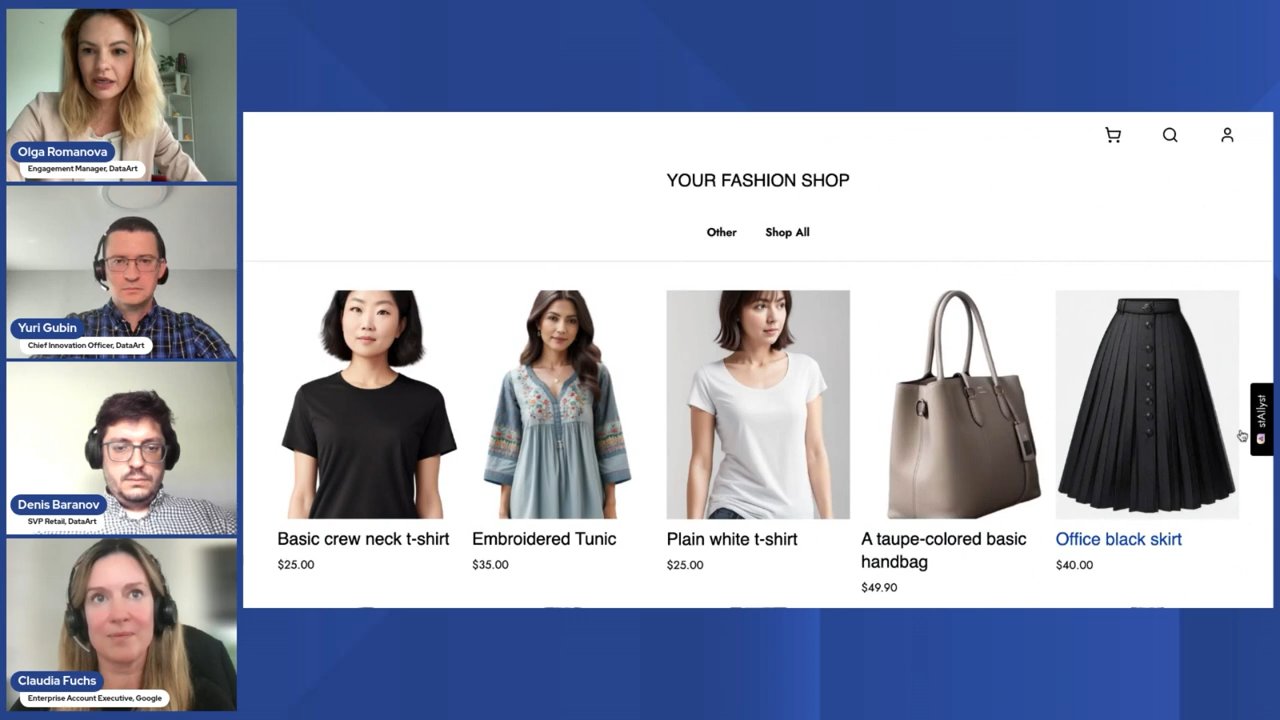 Olga Romanova
Engagement Manager, DataArt
Yuri Gubin
Chief Innovation Officer, DataArt
Denis Baranov
SVP Retail, DataArt
Claudia Fuchs
Enterprise Account Executive, Google
YOUR FASHION SHOP
Other Shop All
Basic crew neck t-shirt
$25.00
Embroidered Tunic
$35.00
Plain white t-shirt
$25.00
A taupe-colored basic
handbag
$49.90
Office black skirt
$40.00
stAIlyst